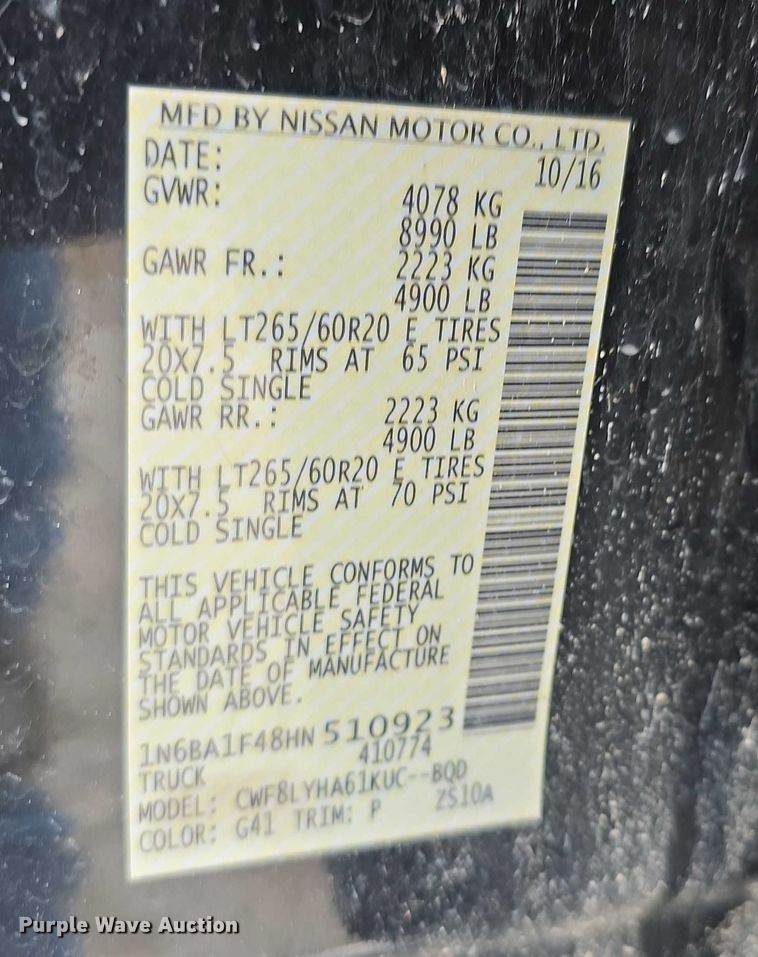 MFD BY NISSAN MOTOR CO., LTD.
DATE: 10/16
GVWR: 4078 KG
8990 LB
GAWR FR.: 2223 KG
4900 LB
WITH LT265/60R20 E TIRES
20X7.5 RIMS AT 65 PSI
COLD SINGLE
GAWR RR.: 2223 KG
4900 LB
WITH LT265/60R20 E TIRES
20X7.5 RIMS AT 70 PSI
COLD SINGLE
THIS VEHICLE CONFORMS TO
ALL APPLICABLE FEDERAL
MOTOR VEHICLE SAFETY
STANDARDS IN EFFECT ON
THE DATE OF MANUFACTURE
SHOWN ABOVE.
1N6BA1F48HN510923
410774
TRUCK
MODEL: CWF8LYHA61KUC--BQD
COLOR: G41 TRIM: P ZS10A
Purple Wave Auction